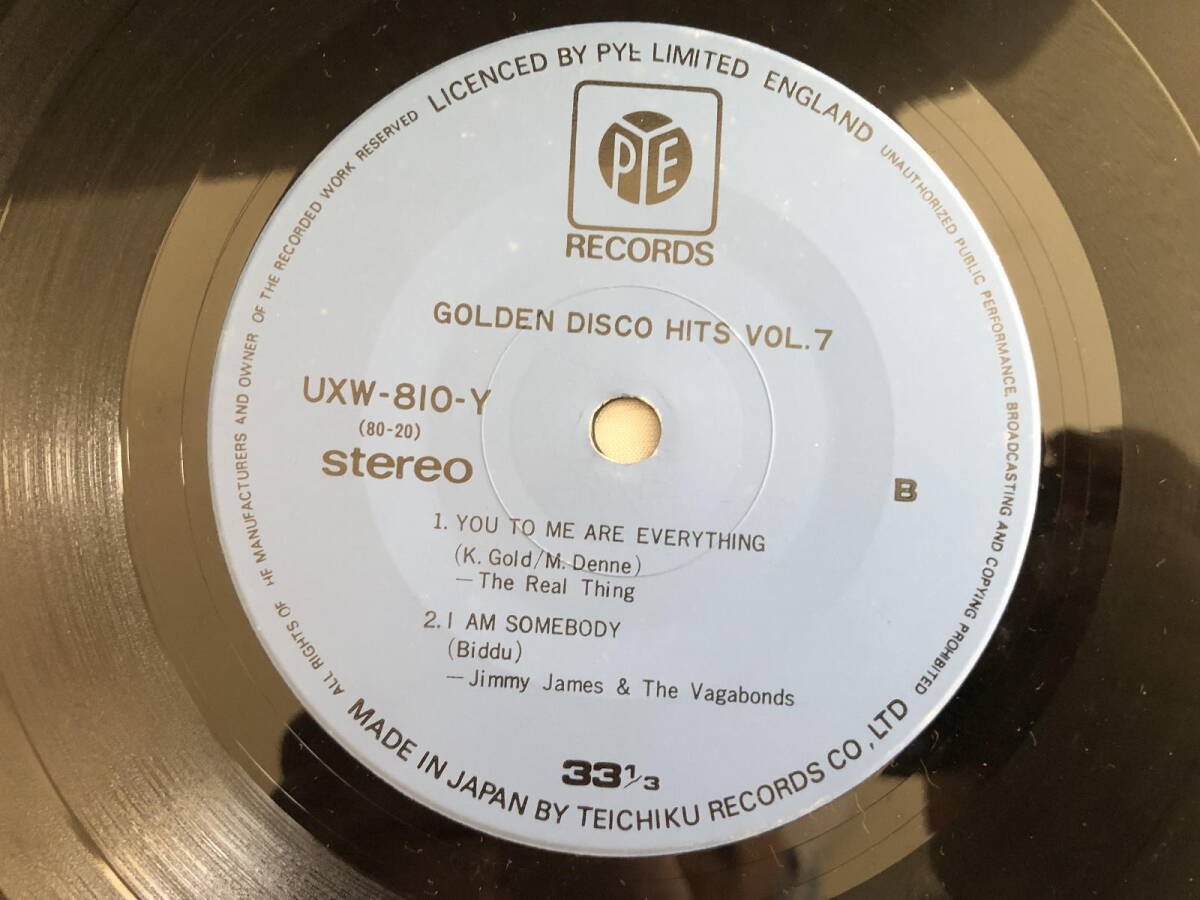 LICENCED BY PYE LIMITED ENGLAND
UNAUTHORIZED PUBLIC PERFORMANCE, BROADCASTING AND COPYING PROHIBITED
PYE
RECORDS
GOLDEN DISCO HITS VOL.7
UXW-810-Y
(80-20)
stereo
B
1. YOU TO ME ARE EVERYTHING
(K. Gold/M. Denne)
—The Real Thing
2. I AM SOMEBODY
(Biddu)
—Jimmy James & The Vagabonds
33 1/3
MADE IN JAPAN BY TEICHIKU RECORDS CO., LTD
ALL RIGHTS OF HF MANUFACTURERS AND OWNER OF THE RECORDED WORK RESERVED